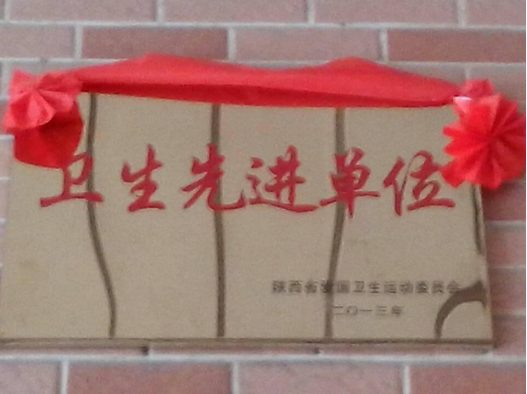 卫生先进单位
陕西省爱国卫生运动委员会
二〇一三年